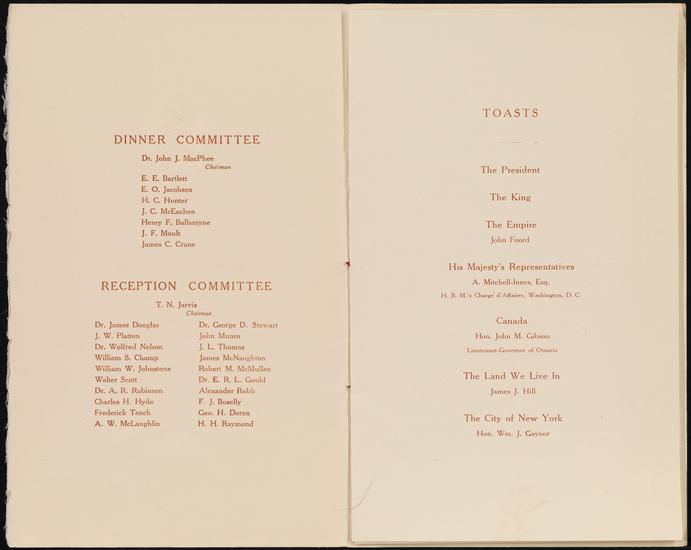 DINNER COMMITTEE
Dr. John J. MacPhee
Chairman
E. E. Bartlett
E. O. Jacobsen
H. C. Hunter
J. C. McEachen
Henry F. Ballantyne
J. F. Moult
James C. Crane
RECEPTION COMMITTEE
T. N. Jarvis
Chairman
Dr. James Douglas
J. W. Platten
Dr. Wolfred Nelson
William S. Champ
William W. Johnstone
Walter Scott
Dr. A. R. Robinson
Charles H. Hyde
Frederick Tench
A. W. McLaughlin
Dr. George D. Stewart
John Munro
J. L. Thomas
James McNaughton
Robert M. McMullen
Dr. E. R. L. Gould
Alexander Robb
F. J. Boselly
Geo. H. Doran
H. H. Raymond
TOASTS
The President
The King
The Empire
John Foord
His Majesty's Representatives
A. Mitchell-Innes, Esq.
H. B. M.'s Chargé d'Affaires, Washington, D. C.
Canada
Hon. John M. Gibson
Lieutenant-Governor of Ontario
The Land We Live In
James J. Hill
The City of New York
Hon. Wm. J. Gaynor